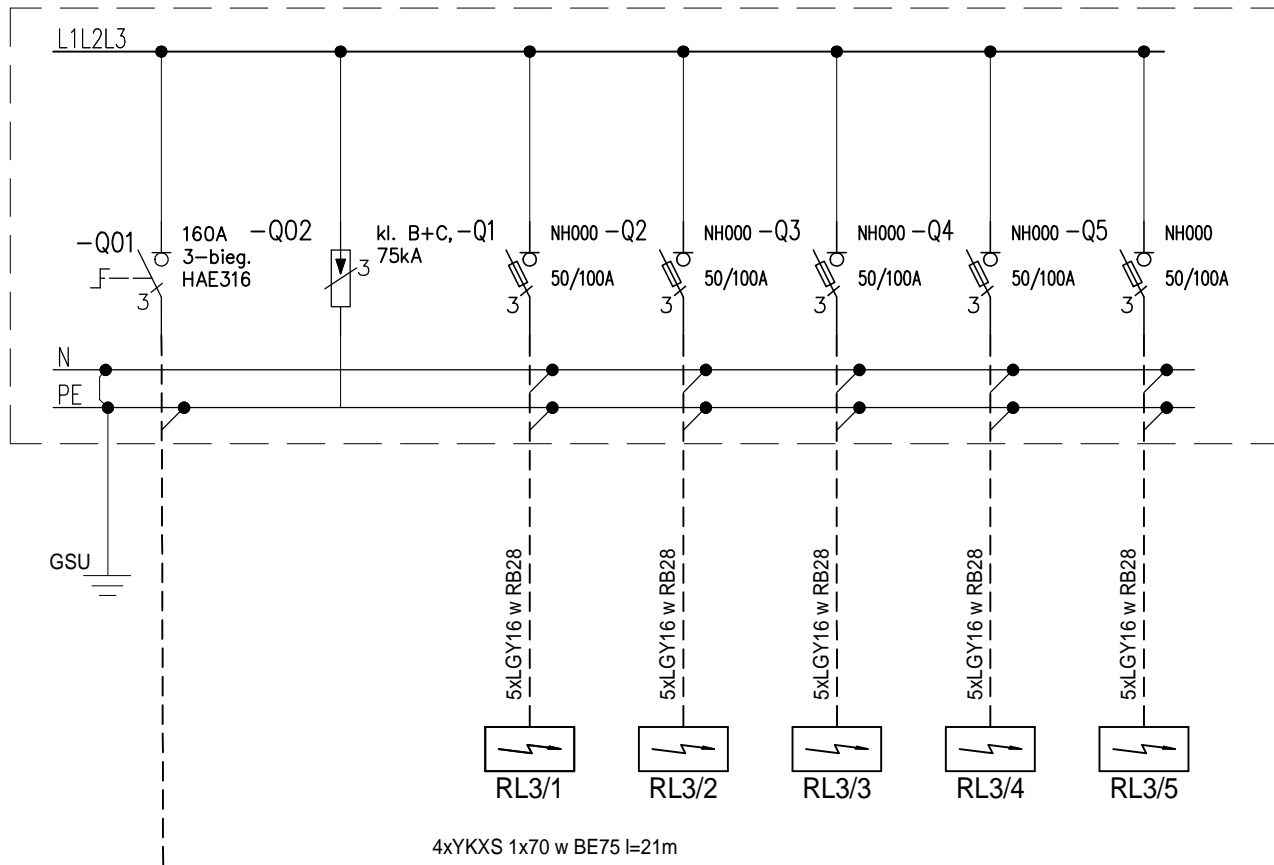 L1L2L3
-Q01
160A
3-bieg.
HAE316
3
-Q02
3
kl. B+C,
75kA
-Q1
3
NH000
50/100A
-Q2
3
NH000
50/100A
-Q3
3
NH000
50/100A
-Q4
3
NH000
50/100A
-Q5
3
NH000
50/100A
N
PE
GSU
5xLGY16 w RB28
5xLGY16 w RB28
5xLGY16 w RB28
5xLGY16 w RB28
5xLGY16 w RB28
RL3/1
RL3/2
RL3/3
RL3/4
RL3/5
4xYKXS 1x70 w BE75 l=21m